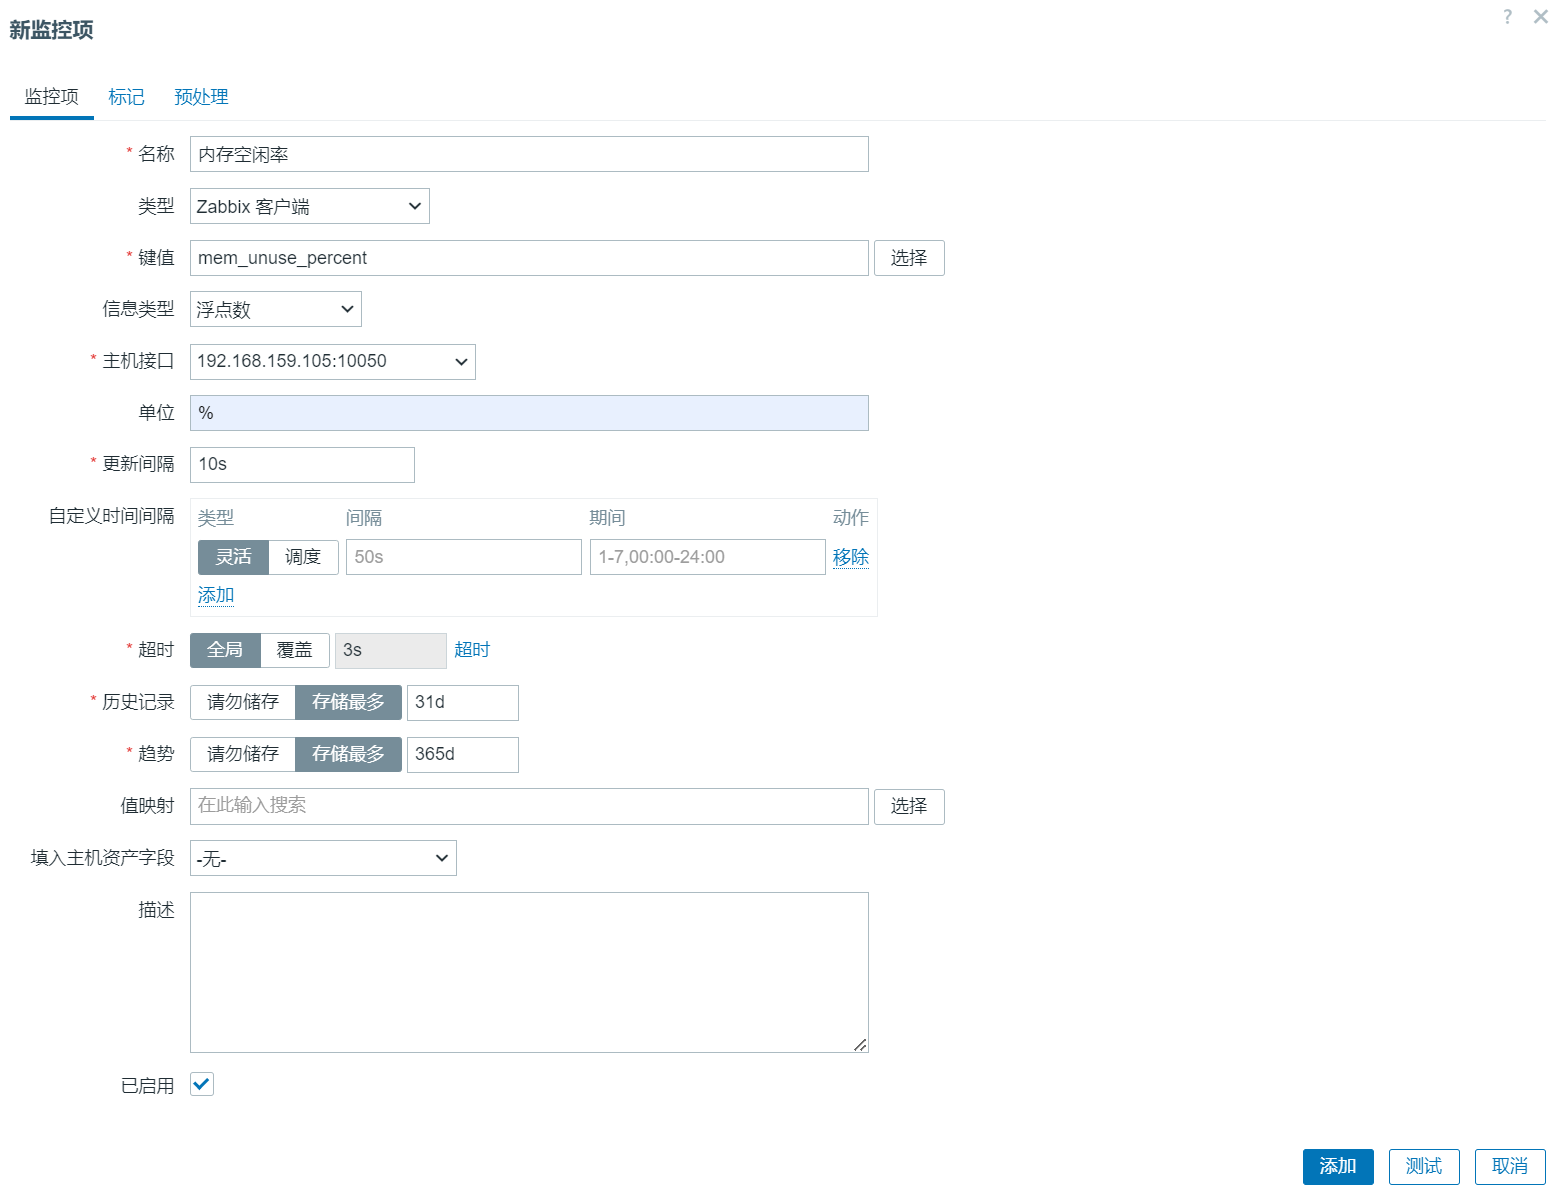 新监控项
?
监控项 标记 预处理
* 名称 内存空闲率
类型 Zabbix 客户端
* 键值 mem_unuse_percent 选择
信息类型 浮点数
* 主机接口 192.168.159.105:10050
单位 %
* 更新间隔 10s
自定义时间间隔 类型 间隔 期间 动作
灵活 调度 50s 1-7,00:00-24:00 移除
添加
* 超时 全局 覆盖 3s 超时
* 历史记录 请勿储存 存储最多 31d
* 趋势 请勿储存 存储最多 365d
值映射 在此输入搜索 选择
填入主机资产字段 -无-
描述
已启用
添加 测试 取消